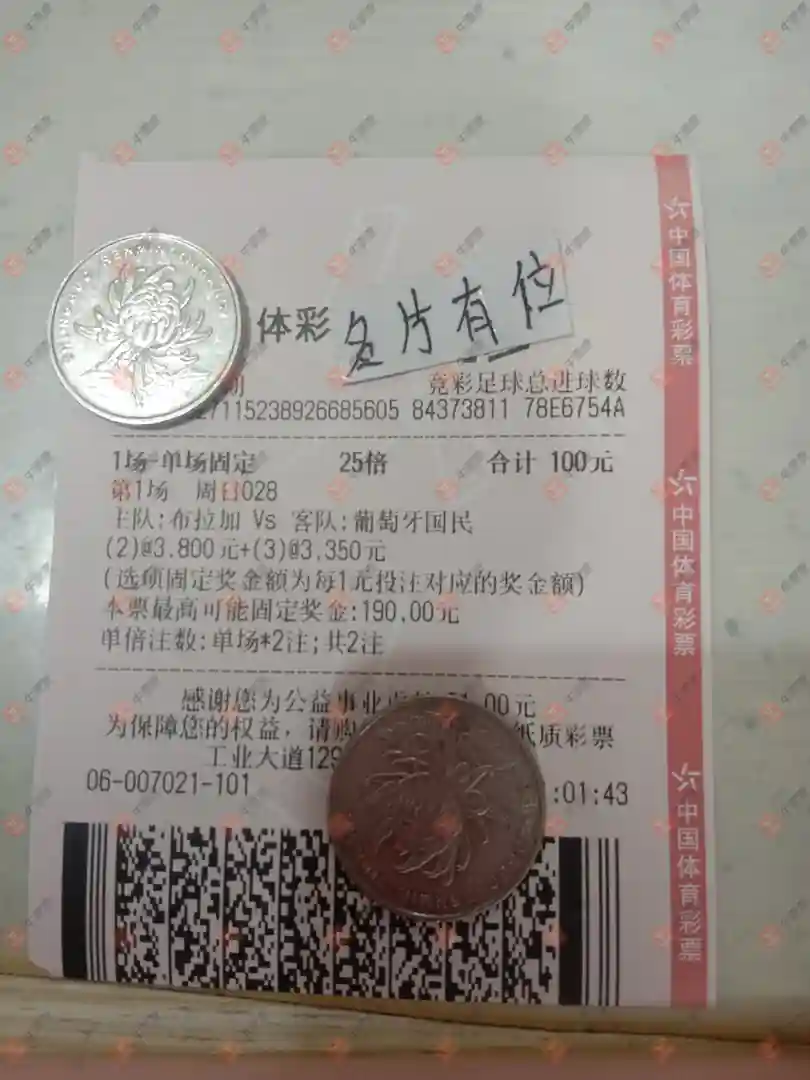 体彩
名片有位
期
竞彩足球总进球数
27115238926685605 84373811 78E6754A
1场-单场固定 25倍 合计 100元
第1场 周日028
主队:布拉加 Vs 客队:葡萄牙国民
(2)@3.800元+(3)@3.350元
(选项固定奖金额为每1元投注对应的奖金额)
本票最高可能固定奖金:190.00元
单倍注数:单场*2注;共2注
感谢您为公益事业 .00元
为保障您的权益,请购 纸质彩票
工业大道129
06-007021-101 :01:43
中国体育彩票
中国体育彩票
中国体育彩票